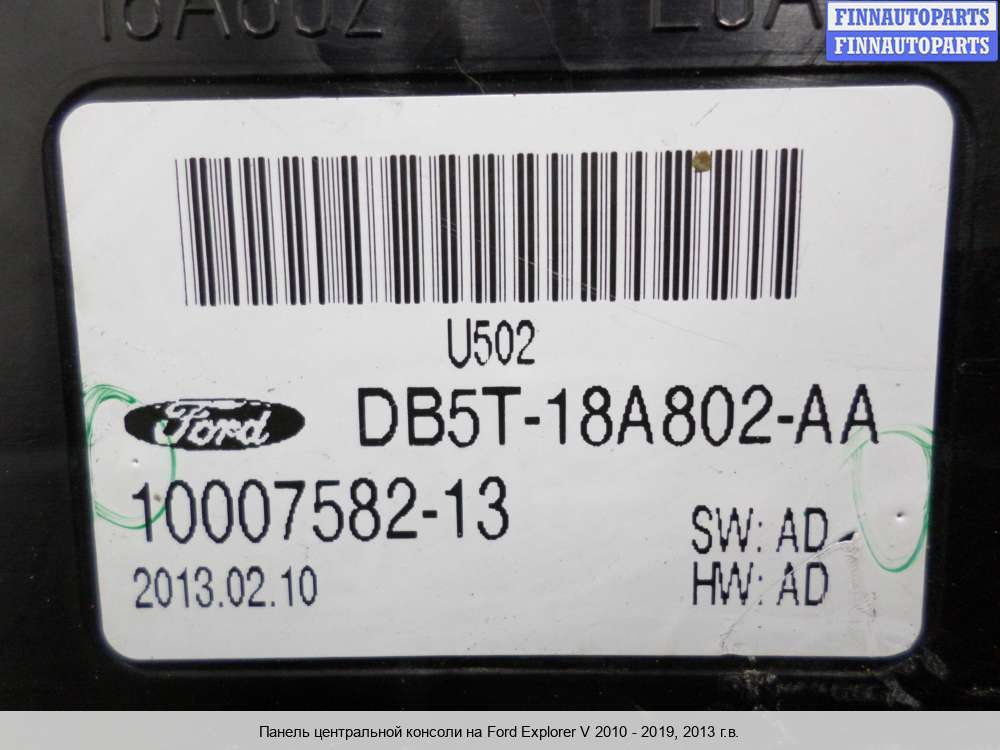 18A802
FINNAUTOPARTS
FINNAUTOPARTS
U502
Ford
DB5T-18A802-AA
10007582-13
SW: AD
2013.02.10
HW: AD
Панель центральной консоли на Ford Explorer V 2010 - 2019, 2013 г.в.